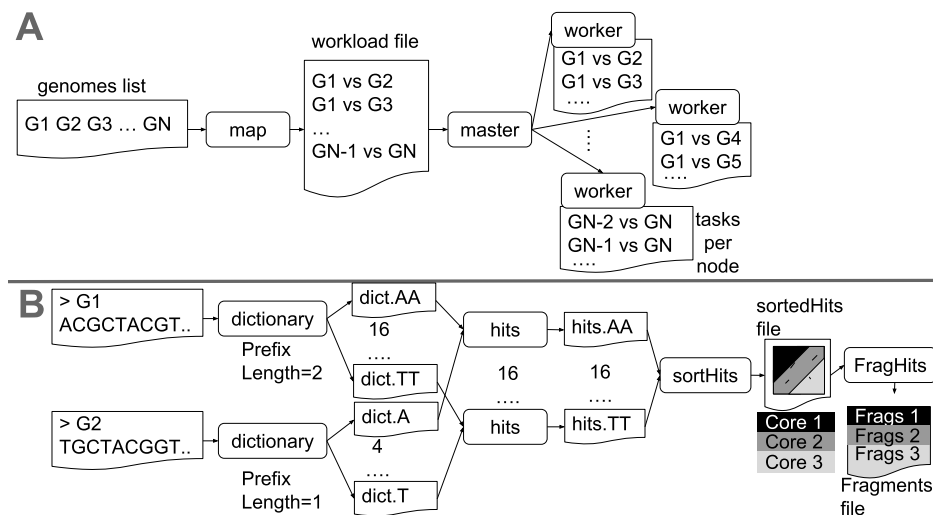 A
genomes list
G1 G2 G3 ... GN
map
workload file
G1 vs G2
G1 vs G3
...
GN-1 vs GN
master
worker
G1 vs G2
G1 vs G3
....
worker
G1 vs G4
G1 vs G5
....
worker
GN-2 vs GN
GN-1 vs GN
....
tasks
per
node
B
> G1
ACGCTACGT..
dictionary
Prefix
Length=2
dict.AA
16
....
dict.TT
> G2
TGCTACGGT..
dictionary
Prefix
Length=1
dict.A
4
....
dict.T
hits
16
....
hits
hits.AA
16
....
hits.TT
sortHits
sortedHits
file
Core 1
Core 2
Core 3
FragHits
Frags 1
Frags 2
Frags 3
Fragments
file